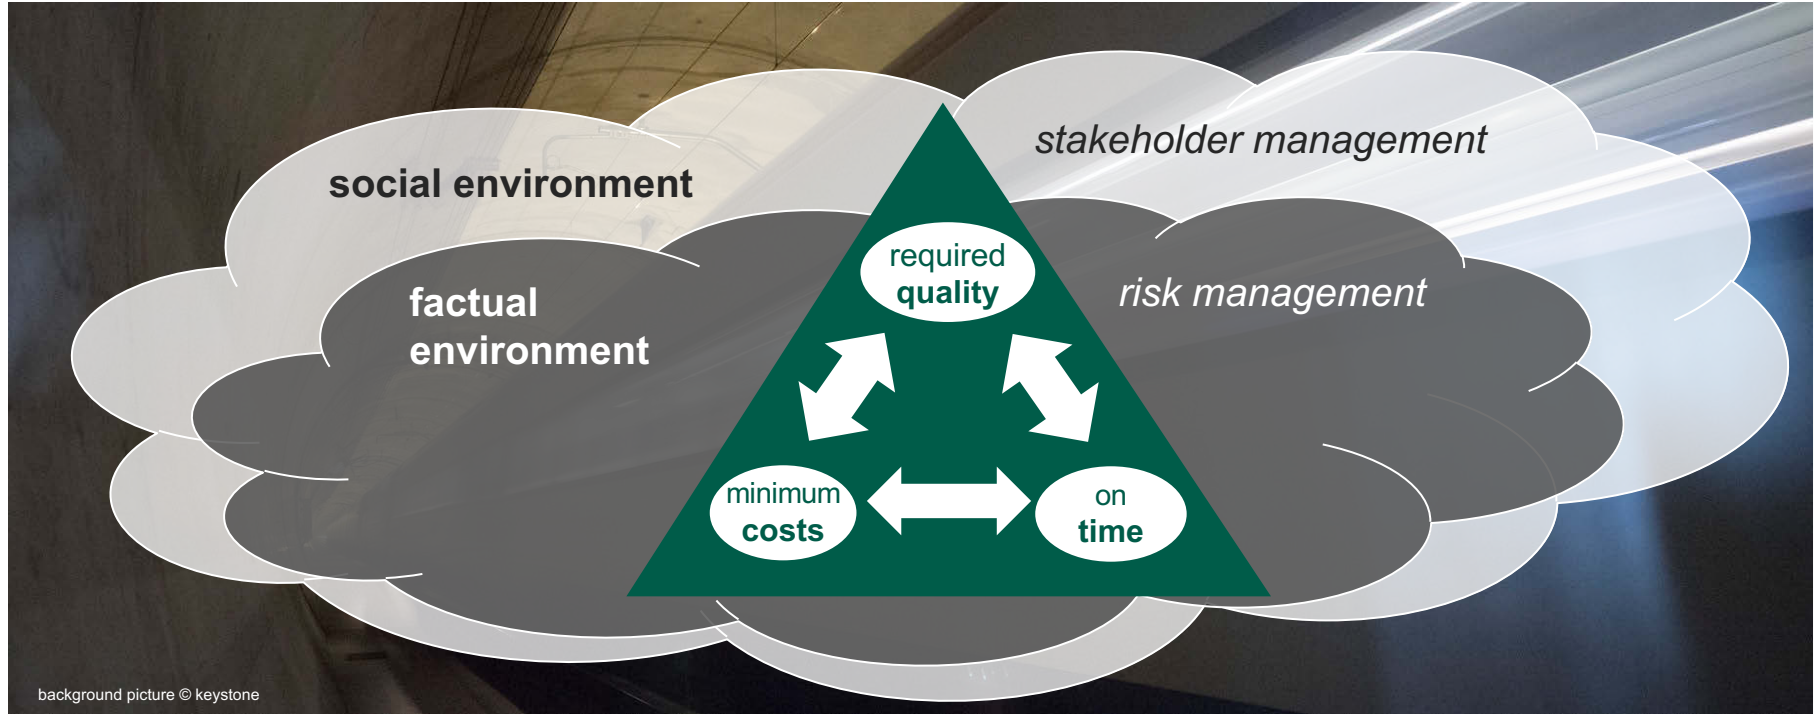 stakeholder management
social environment
required
quality
risk management
factual
environment
minimum
costs
on
time
background picture © keystone